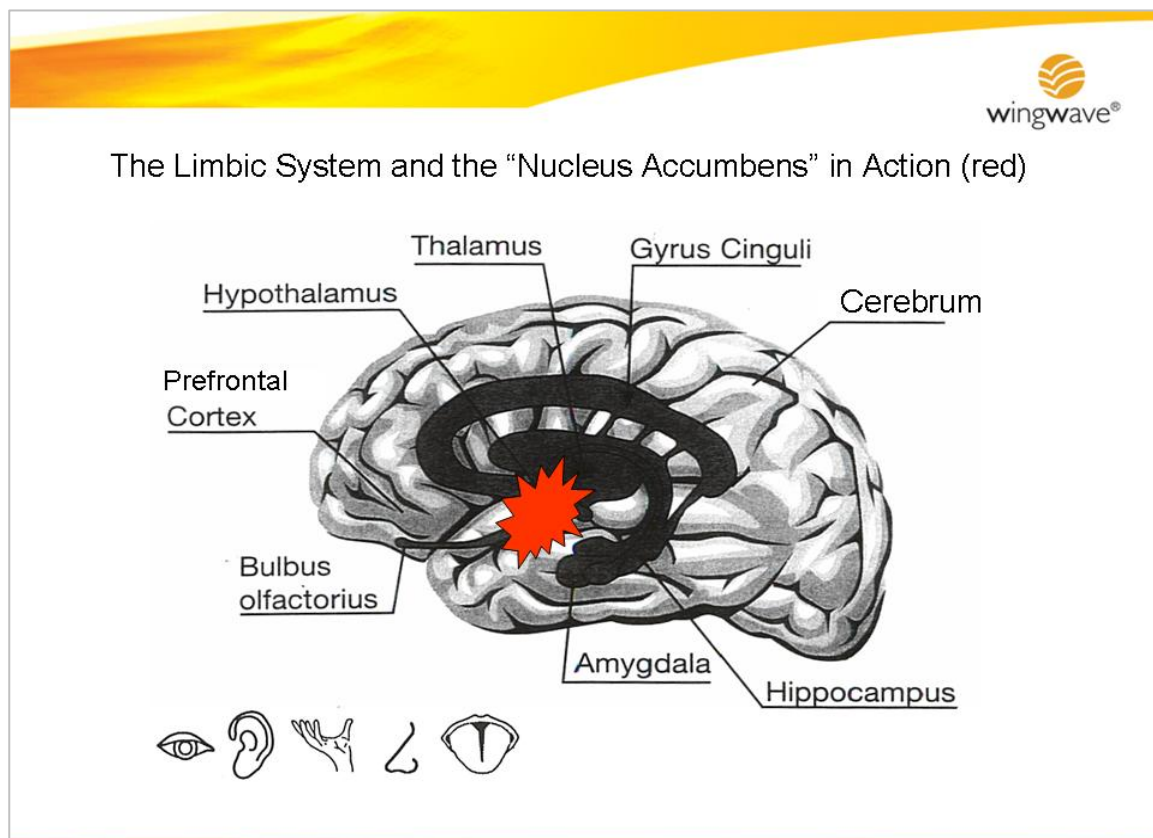 wingwave®
The Limbic System and the “Nucleus Accumbens” in Action (red)
Thalamus
Gyrus Cinguli
Hypothalamus
Cerebrum
Prefrontal
Cortex
Bulbus
olfactorius
Amygdala
Hippocampus